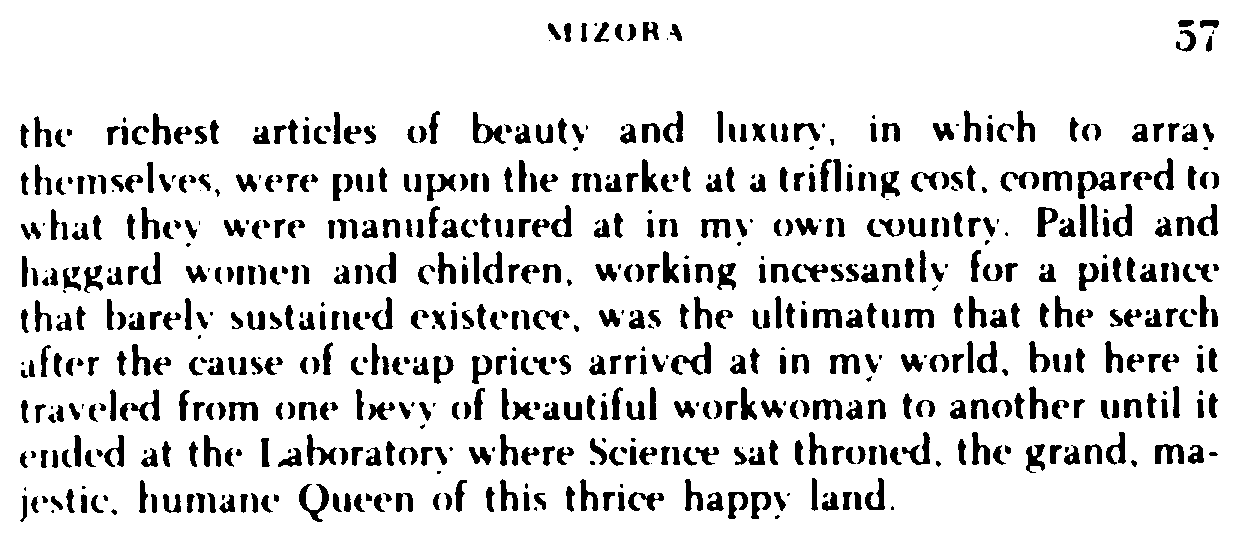 MIZORA 57
the richest articles of beauty and luxury, in which to array
themselves, were put upon the market at a trifling cost, compared to
what they were manufactured at in my own country. Pallid and
haggard women and children, working incessantly for a pittance
that barely sustained existence, was the ultimatum that the search
after the cause of cheap prices arrived at in my world, but here it
traveled from one bevy of beautiful workwoman to another until it
ended at the Laboratory where Science sat throned, the grand, ma-
jestic, humane Queen of this thrice happy land.